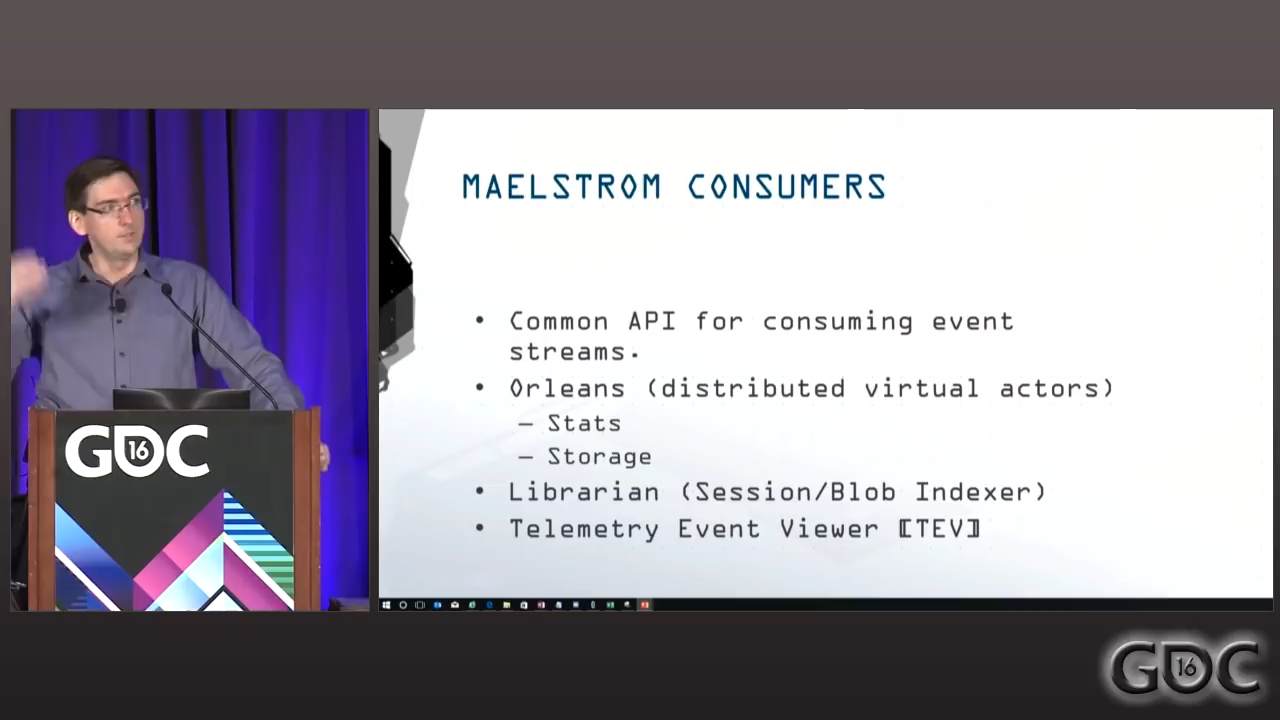 MAELSTROM CONSUMERS
• Common API for consuming event
streams.
• Orleans (distributed virtual actors)
– Stats
– Storage
• Librarian (Session/Blob Indexer)
• Telemetry Event Viewer [TEV]
GDC 16
GDC 16